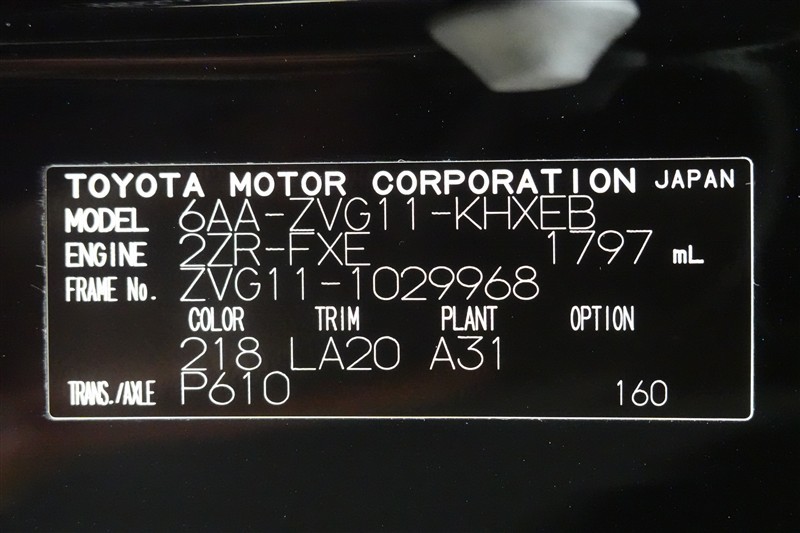 TOYOTA MOTOR CORPORATION JAPAN
MODEL 6AA-ZVG11-KHXEB
ENGINE 2ZR-FXE 1797 mL
FRAME No. ZVG11-1029968
COLOR TRIM PLANT OPTION
218 LA20 A31
TRANS./AXLE P610 160